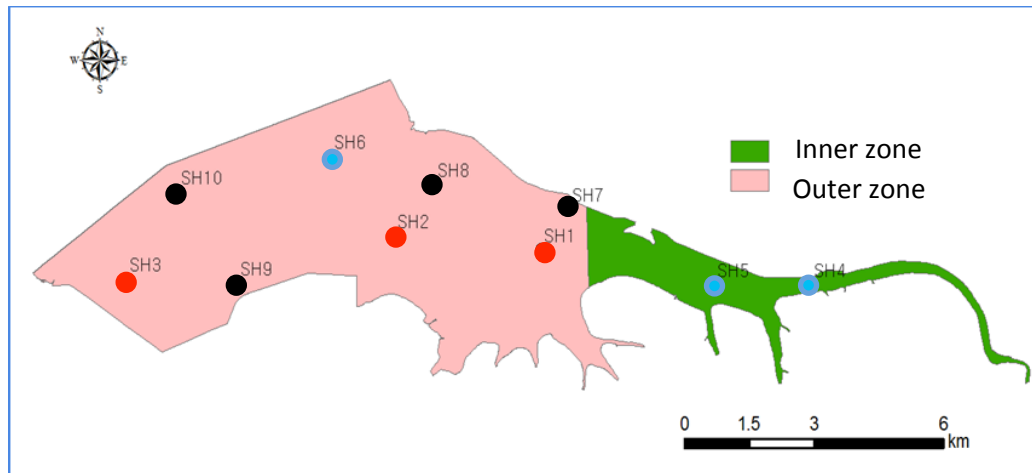 N
W E
S
SH6
SH8
SH10
SH7
SH2
SH1
SH3
SH9
SH5
SH4
Inner zone
Outer zone
0 1.5 3 6
km